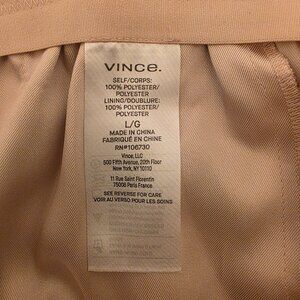 VINCE.
SELF/CORPS:
100% POLYESTER/
POLYESTER
LINING/DOUBLURE:
100% POLYESTER/
POLYESTER
L/G
MADE IN CHINA
FABRIQUÉ EN CHINE
RN#106730
Vince, LLC
500 Fifth Avenue, 20th Floor
New York, NY 10110
11 Rue Saint Florentin
75008 Paris France
SEE REVERSE FOR CARE
VOIR AU VERSO POUR LES SOINS